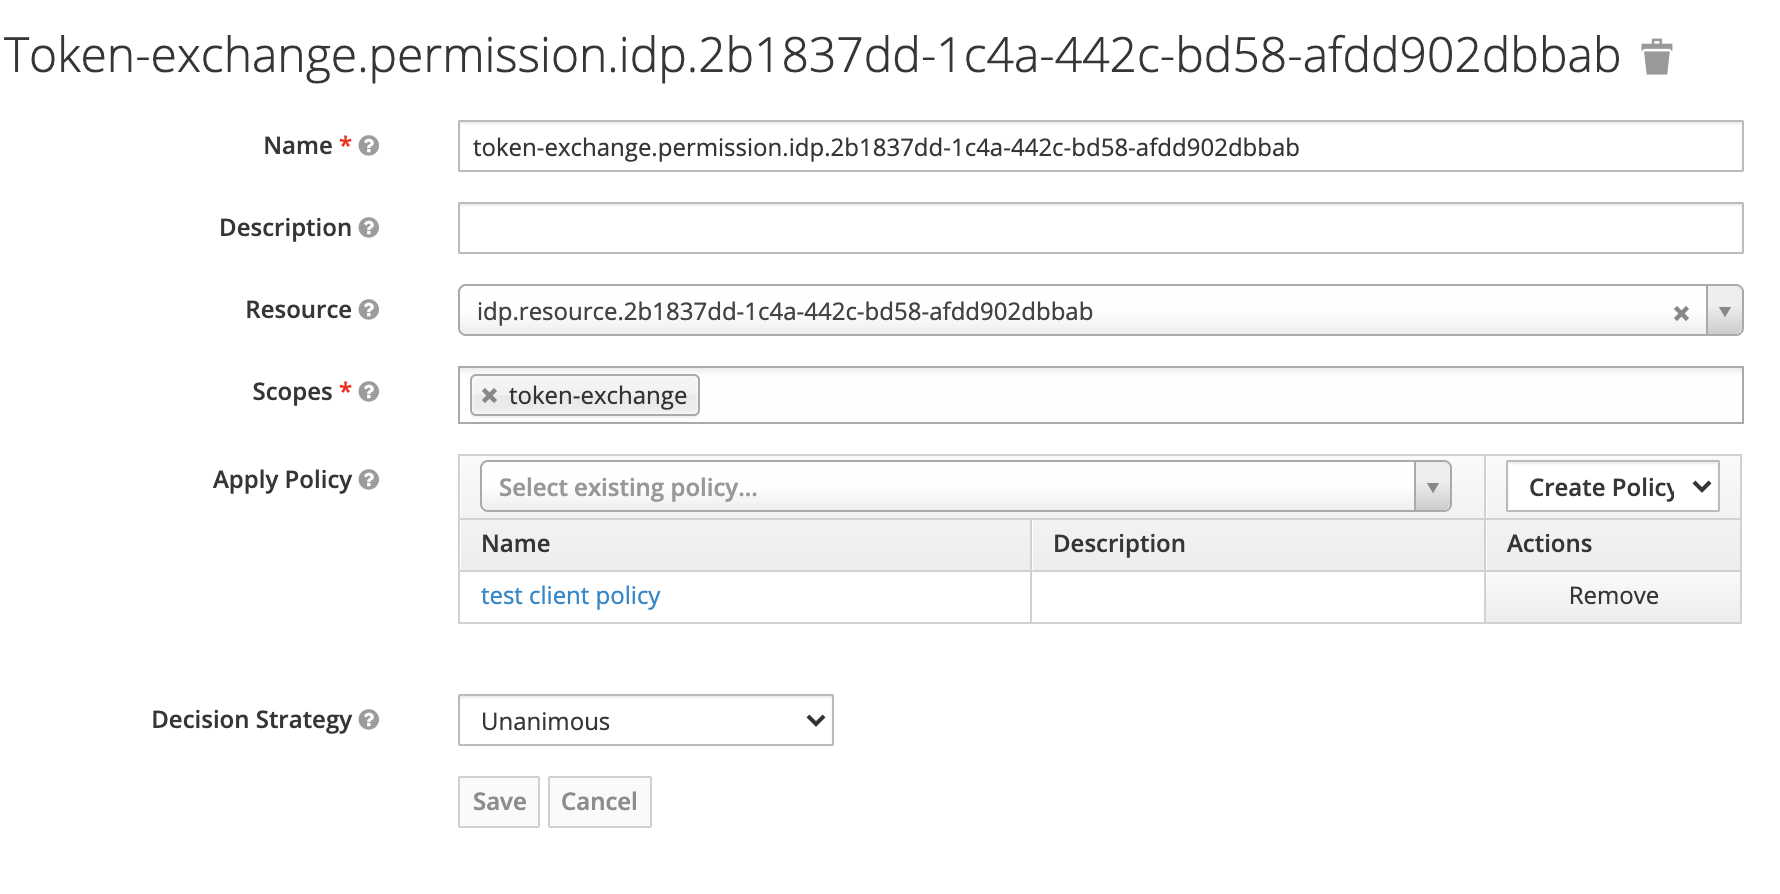 Token-exchange.permission.idp.2b1837dd-1c4a-442c-bd58-afdd902dbbab
Name * ?
token-exchange.permission.idp.2b1837dd-1c4a-442c-bd58-afdd902dbbab
Description ?
Resource ?
idp.resource.2b1837dd-1c4a-442c-bd58-afdd902dbbab
Scopes * ?
token-exchange
Apply Policy ?
Select existing policy...
Create Policy
Name Description Actions
test client policy Remove
Decision Strategy ?
Unanimous
Save Cancel